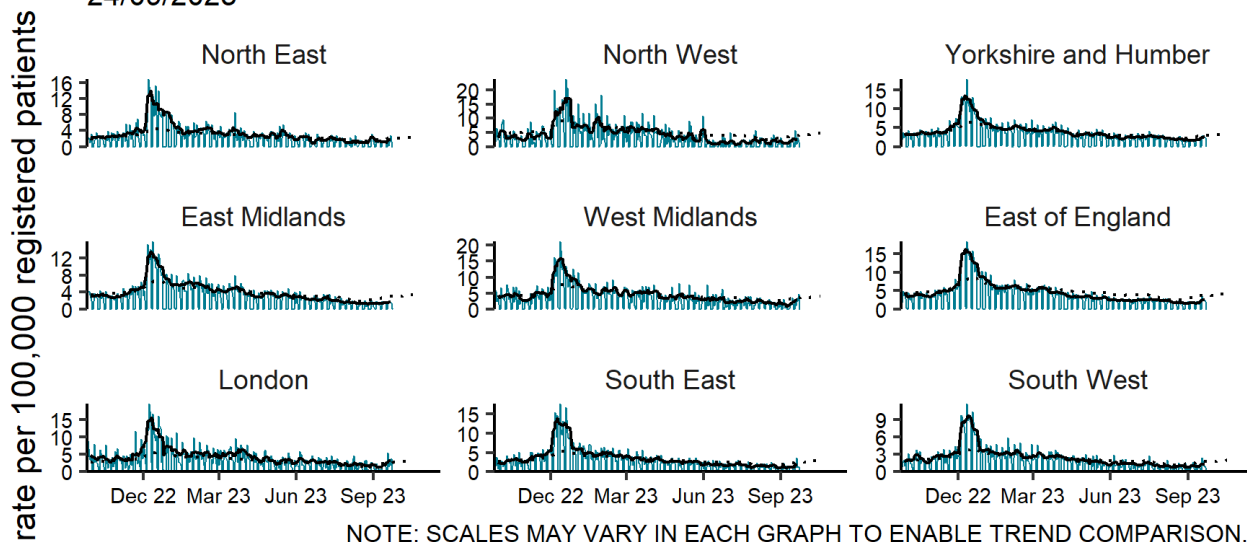 rate per 100,000 registered patients
North East
North West
Yorkshire and Humber
16
12
8
4
0
20
15
10
5
0
15
10
5
0
East Midlands
West Midlands
East of England
12
8
4
0
20
15
10
5
0
15
10
5
0
London
South East
South West
15
10
5
0
15
10
5
0
9
6
3
0
Dec 22 Mar 23 Jun 23 Sep 23
Dec 22 Mar 23 Jun 23 Sep 23
Dec 22 Mar 23 Jun 23 Sep 23
NOTE: SCALES MAY VARY IN EACH GRAPH TO ENABLE TREND COMPARISON.